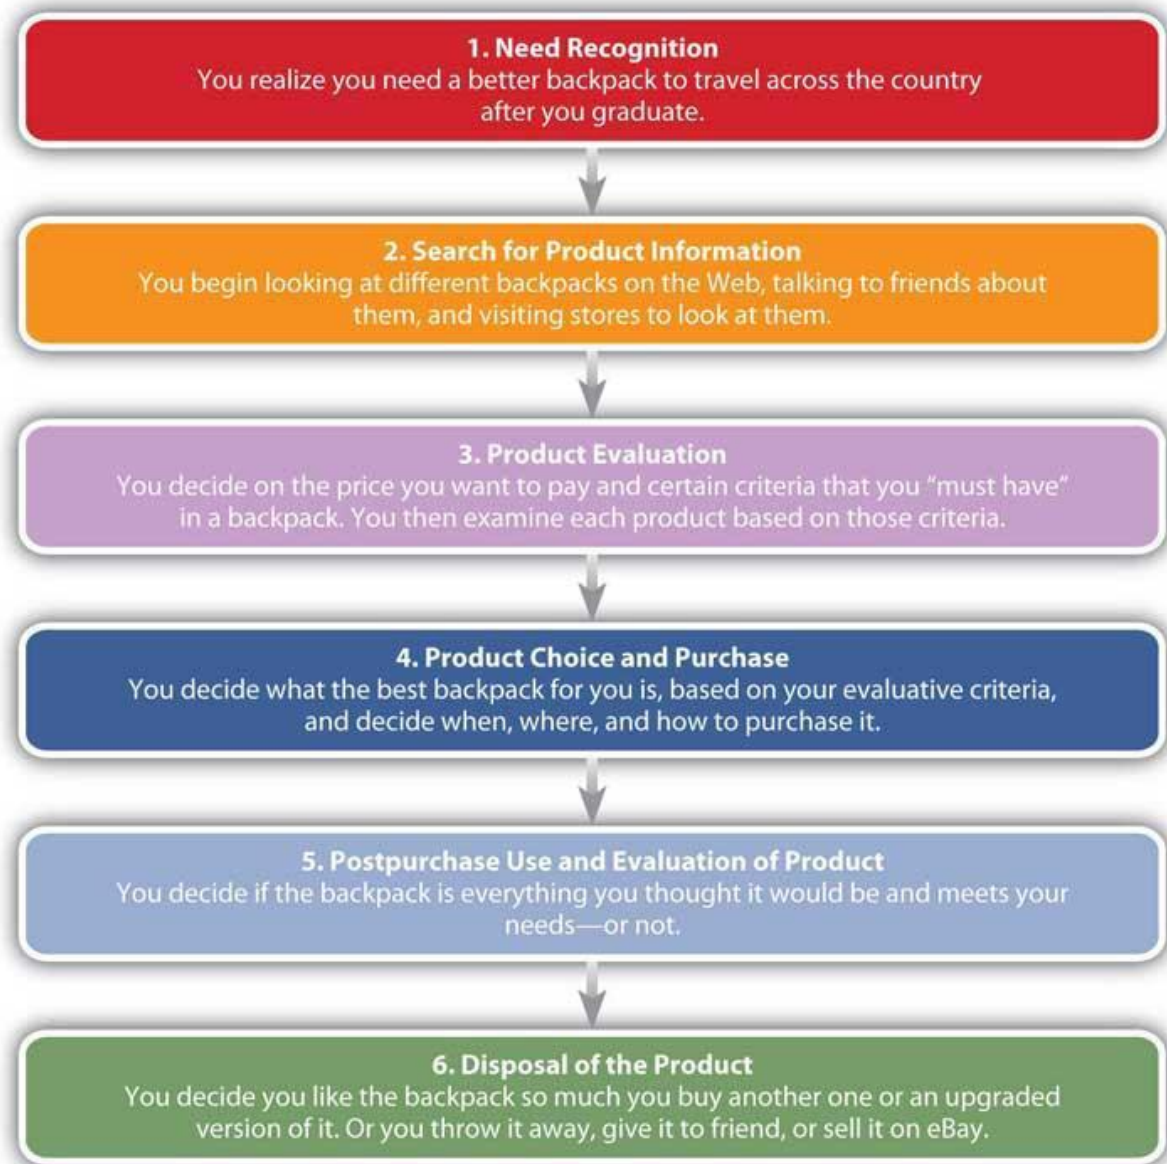 1. Need Recognition
You realize you need a better backpack to travel across the country
after you graduate.
2. Search for Product Information
You begin looking at different backpacks on the Web, talking to friends about
them, and visiting stores to look at them.
3. Product Evaluation
You decide on the price you want to pay and certain criteria that you “must have”
in a backpack. You then examine each product based on those criteria.
4. Product Choice and Purchase
You decide what the best backpack for you is, based on your evaluative criteria,
and decide when, where, and how to purchase it.
5. Postpurchase Use and Evaluation of Product
You decide if the backpack is everything you thought it would be and meets your
needs—or not.
6. Disposal of the Product
You decide you like the backpack so much you buy another one or an upgraded
version of it. Or you throw it away, give it to friend, or sell it on eBay.